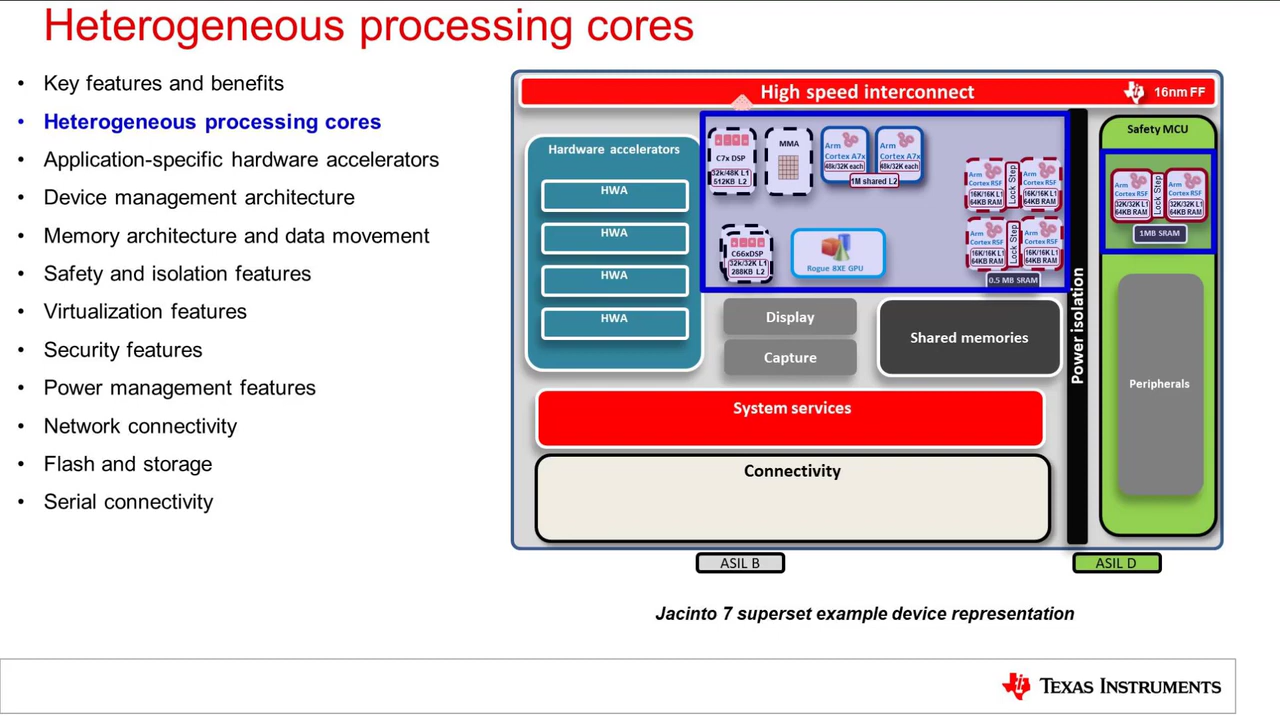 Heterogeneous processing cores
• Key features and benefits
• Heterogeneous processing cores
• Application-specific hardware accelerators
• Device management architecture
• Memory architecture and data movement
• Safety and isolation features
• Virtualization features
• Security features
• Power management features
• Network connectivity
• Flash and storage
• Serial connectivity
High speed interconnect
16nm FF
Hardware accelerators
HWA
HWA
HWA
HWA
C7x DSP
32k/48K L1
512KB L2
MMA
Arm
Cortex A7x
48k/32K each
Arm
Cortex A7x
48k/32K each
1M shared L2
C66xDSP
32k/32K L1
288KB L2
Rogue 8XE GPU
Arm
Cortex R5F
16K/16K L1
64KB RAM
Lock Step
Arm
Cortex R5F
16K/16K L1
64KB RAM
Arm
Cortex R5F
16K/16K L1
64KB RAM
Lock Step
Arm
Cortex R5F
16K/16K L1
64KB RAM
0.5 MB SRAM
Display
Capture
Shared memories
System services
Connectivity
Power isolation
Safety MCU
Arm
Cortex R5F
32K/32K L1
64KB RAM
Lock Step
Arm
Cortex R5F
32K/32K L1
64KB RAM
1MB SRAM
Peripherals
ASIL B
ASIL D
Jacinto 7 superset example device representation
TEXAS INSTRUMENTS